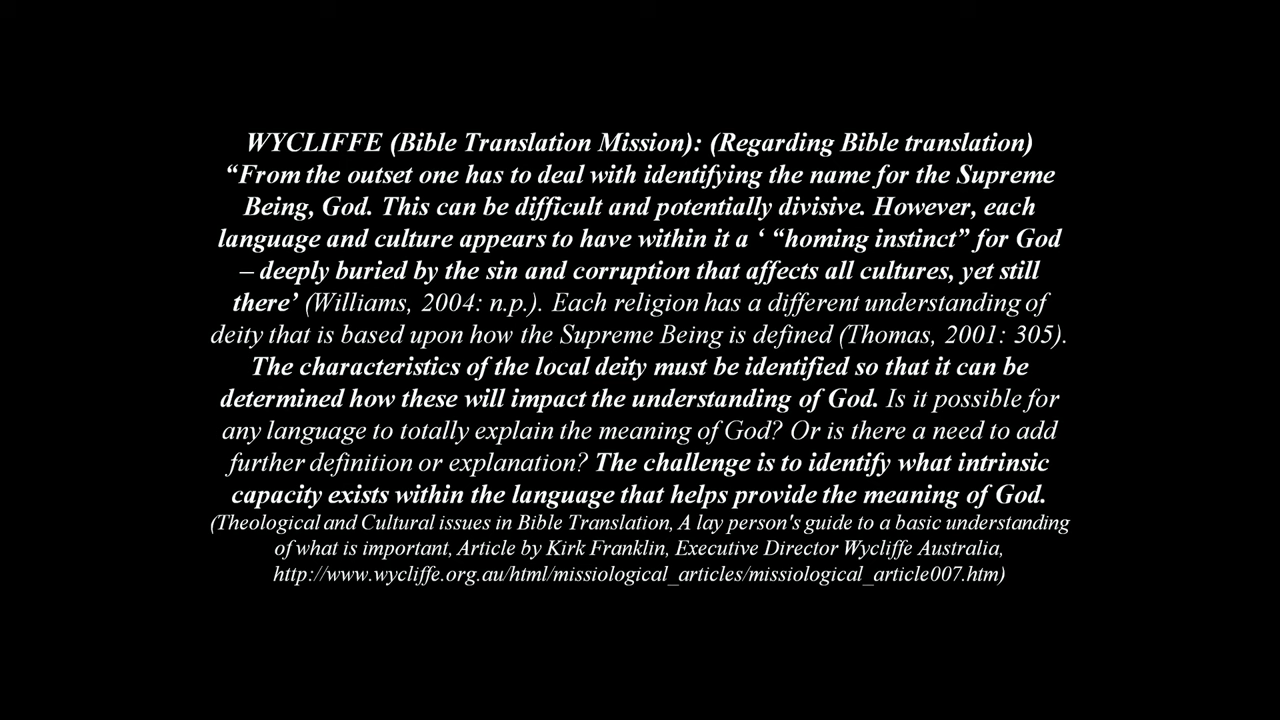 WYCLIFFE (Bible Translation Mission): (Regarding Bible translation)
“From the outset one has to deal with identifying the name for the Supreme
Being, God. This can be difficult and potentially divisive. However, each
language and culture appears to have within it a ‘ “homing instinct” for God
– deeply buried by the sin and corruption that affects all cultures, yet still
there’ (Williams, 2004: n.p.). Each religion has a different understanding of
deity that is based upon how the Supreme Being is defined (Thomas, 2001: 305).
The characteristics of the local deity must be identified so that it can be
determined how these will impact the understanding of God. Is it possible for
any language to totally explain the meaning of God? Or is there a need to add
further definition or explanation? The challenge is to identify what intrinsic
capacity exists within the language that helps provide the meaning of God.
(Theological and Cultural issues in Bible Translation, A lay person's guide to a basic understanding
of what is important, Article by Kirk Franklin, Executive Director Wycliffe Australia,
http://www.wycliffe.org.au/html/missiological_articles/missiological_article007.htm)